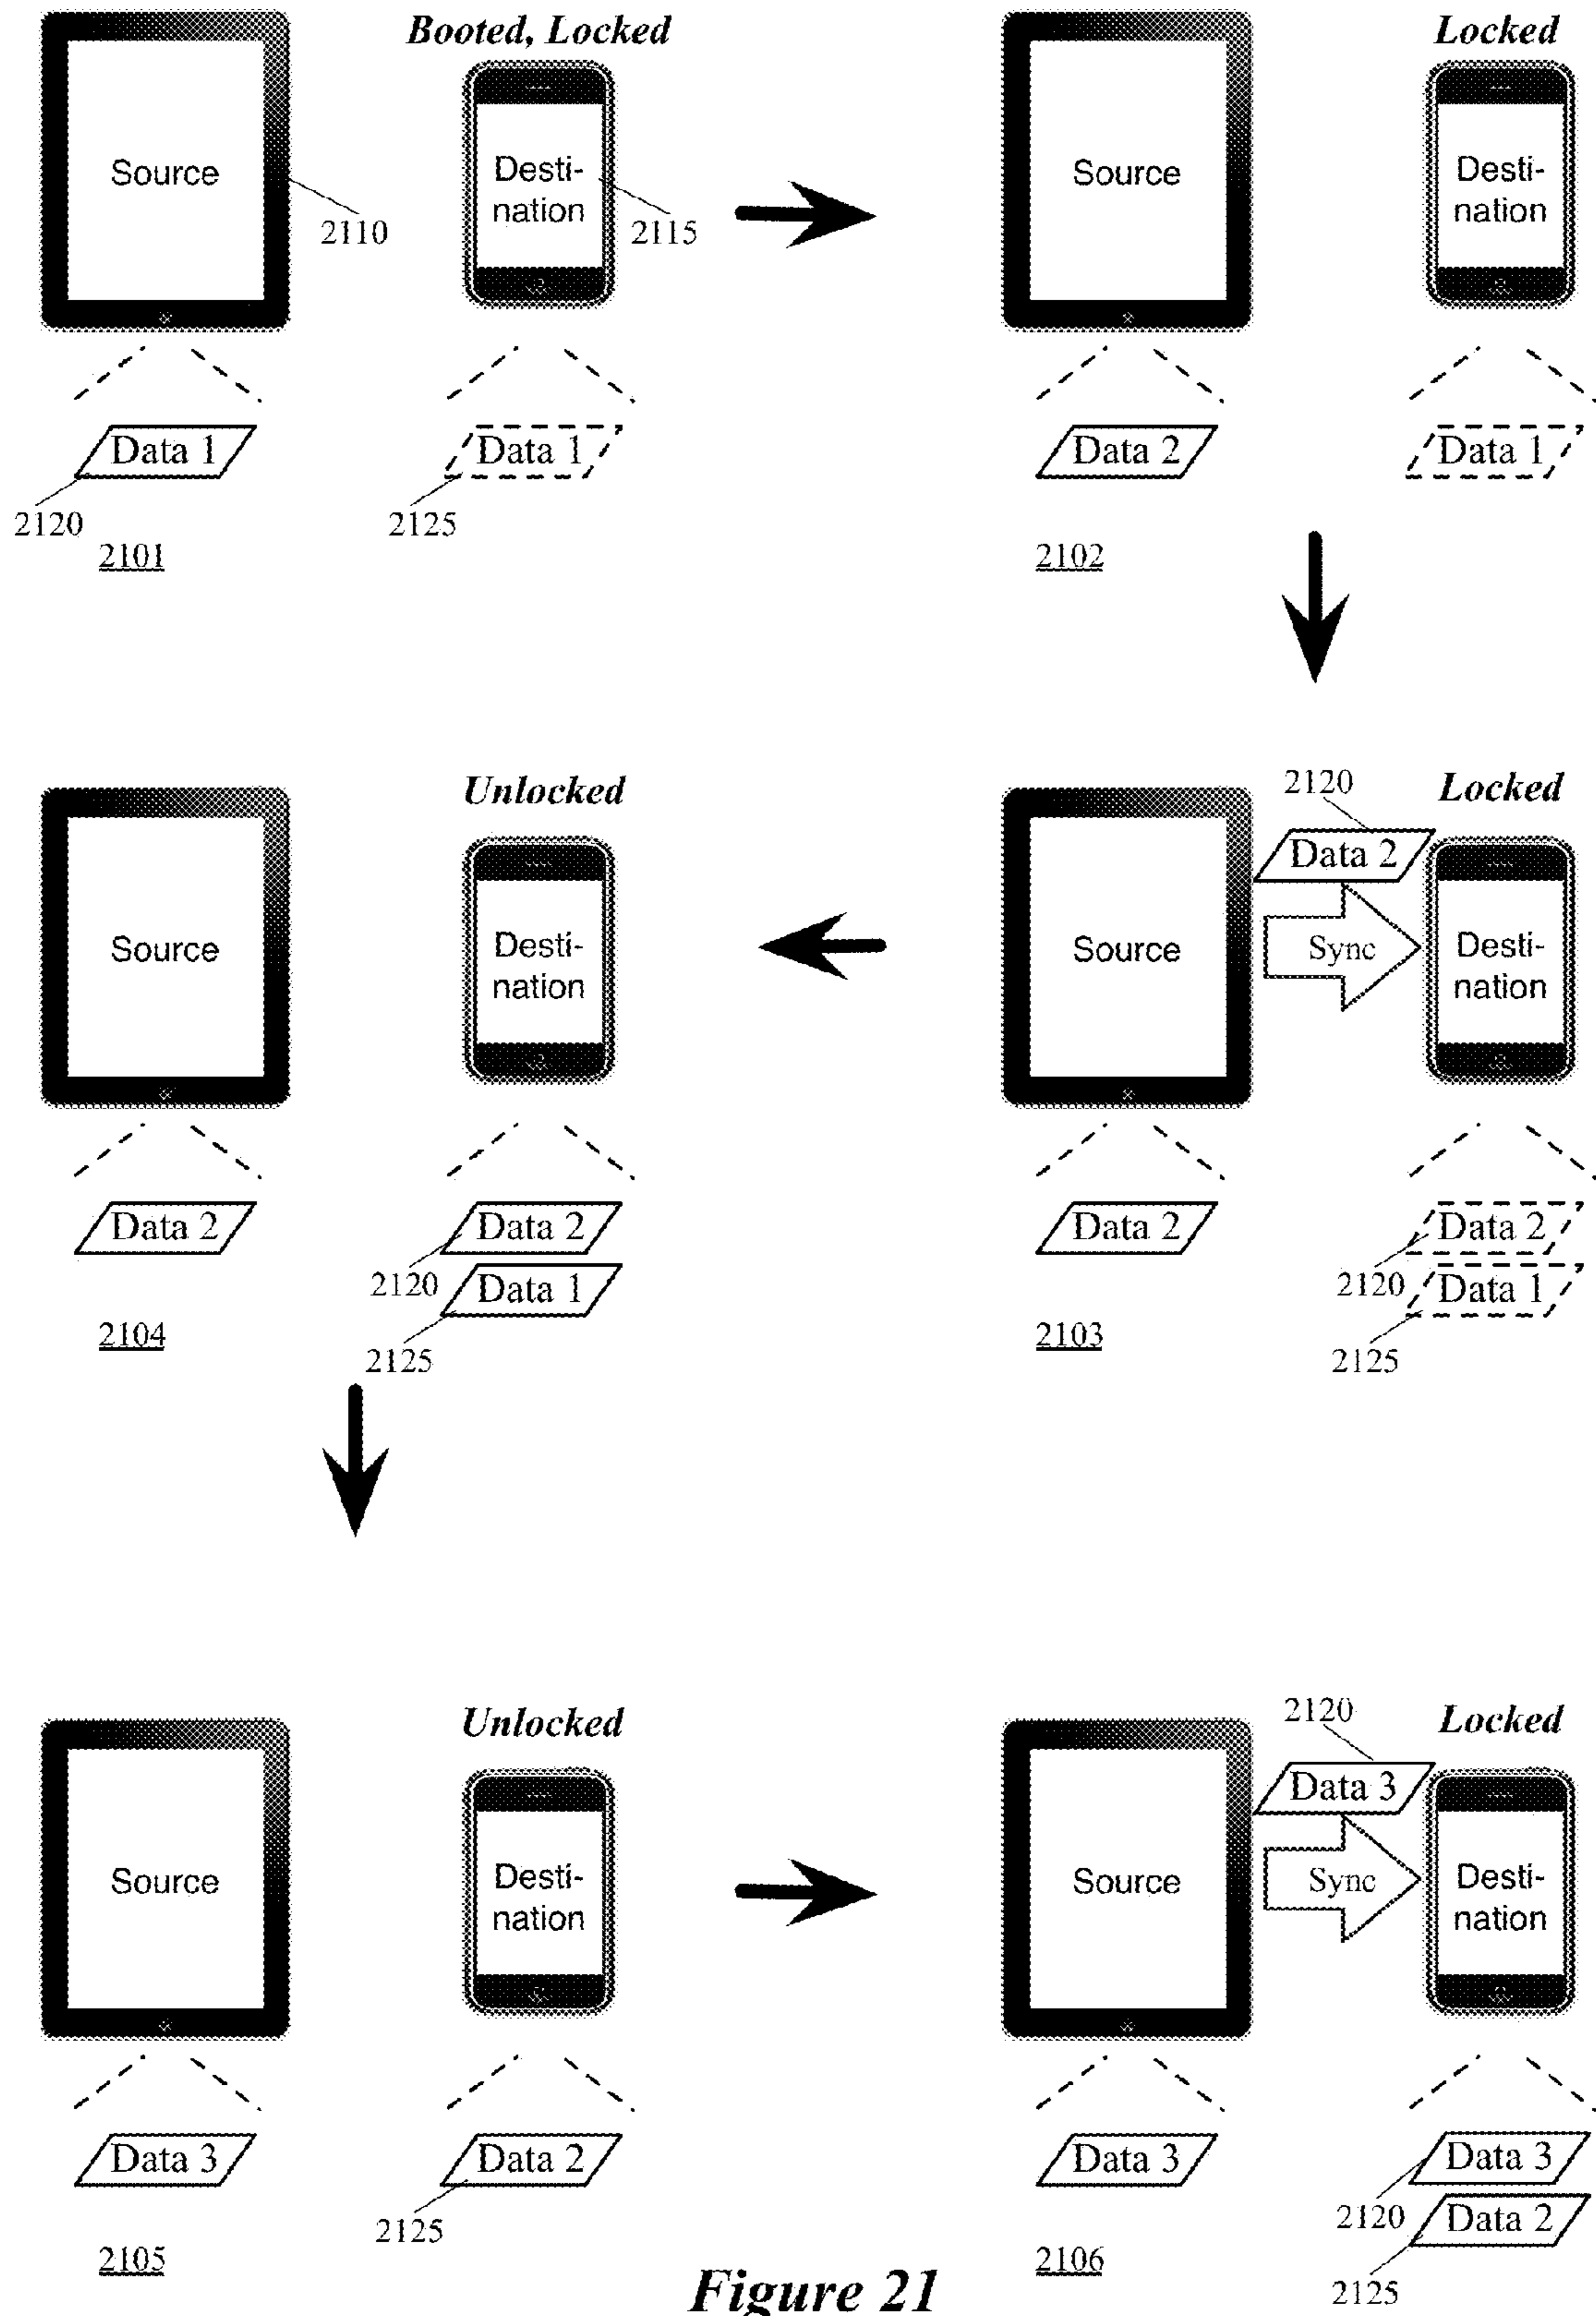 Booted, Locked
Source
Desti-
nation
2110
2115
Data 1
Data 1
2120
2125
2101
Locked
Source
Desti-
nation
Data 2
Data 1
2102
2120
Locked
Data 2
Source
Sync
Desti-
nation
Data 2
Data 2
2120
Data 1
2103
2125
Unlocked
Source
Desti-
nation
Data 2
Data 2
2120
Data 1
2104
2125
Unlocked
Source
Desti-
nation
Data 3
Data 2
2125
2105
2120
Locked
Data 3
Source
Sync
Desti-
nation
Data 3
Data 3
2120
Data 2
2106
2125
Figure 21